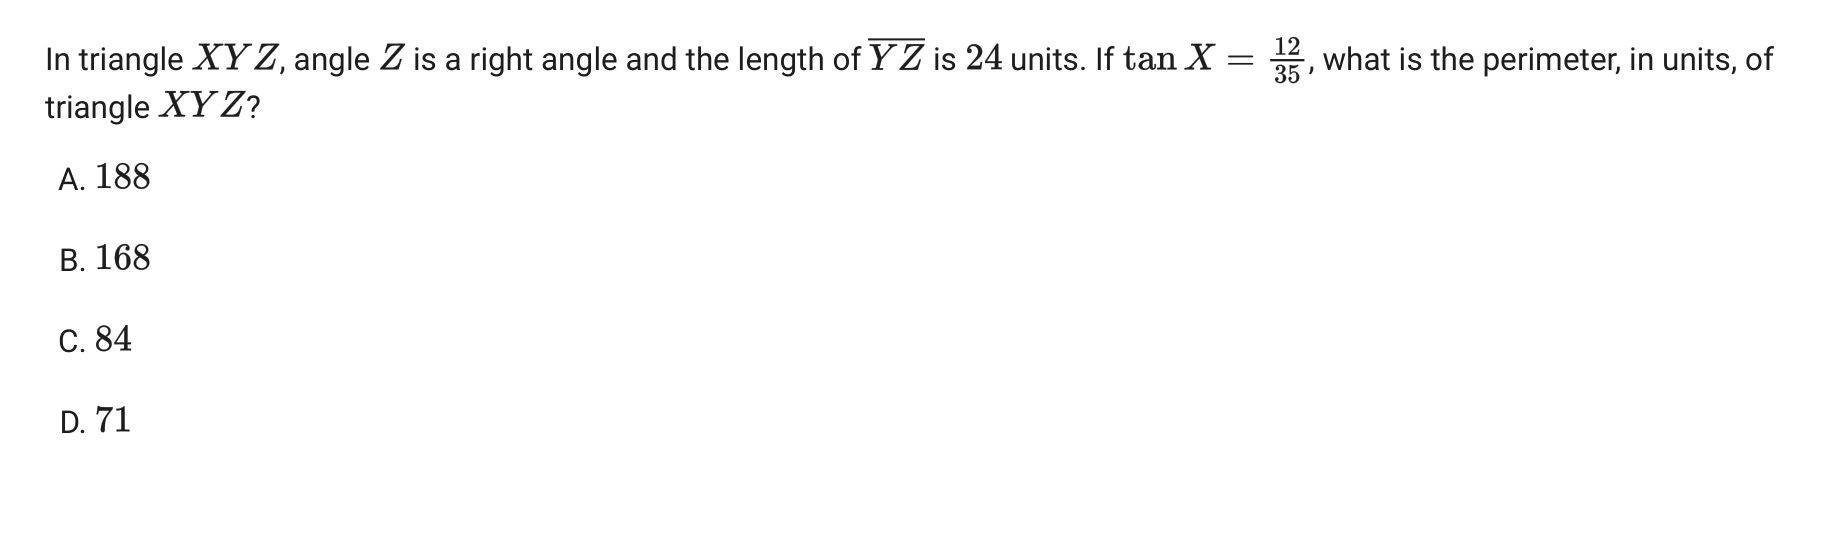 In triangle XYZ, angle Z is a right angle and the length of \overline{YZ} is 24 units. If tan X = \frac{12}{35}, what is the perimeter, in units, of
triangle XYZ?
A. 188
B. 168
C. 84
D. 71